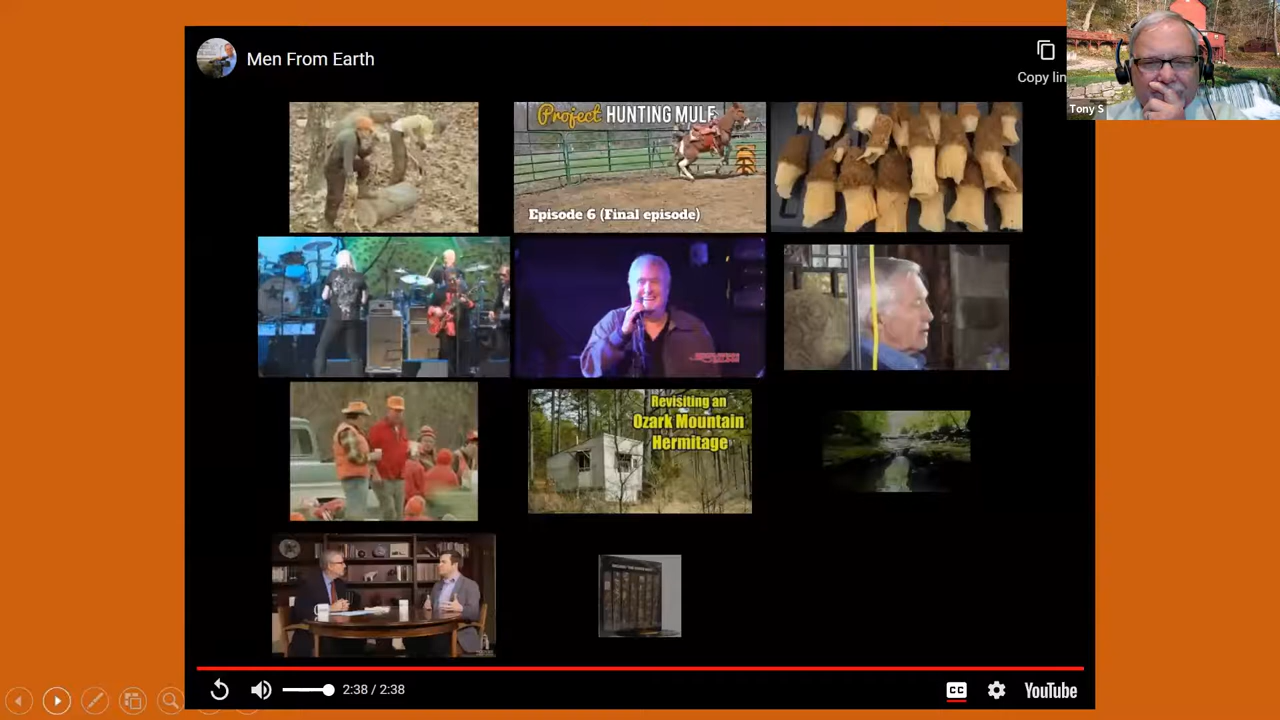 Men From Earth
Copy lin
Tony S
Project HUNTING MULE
Episode 6 (Final episode)
Revisiting an
Ozark Mountain
Hermitage
2:38 / 2:38
CC
YouTube